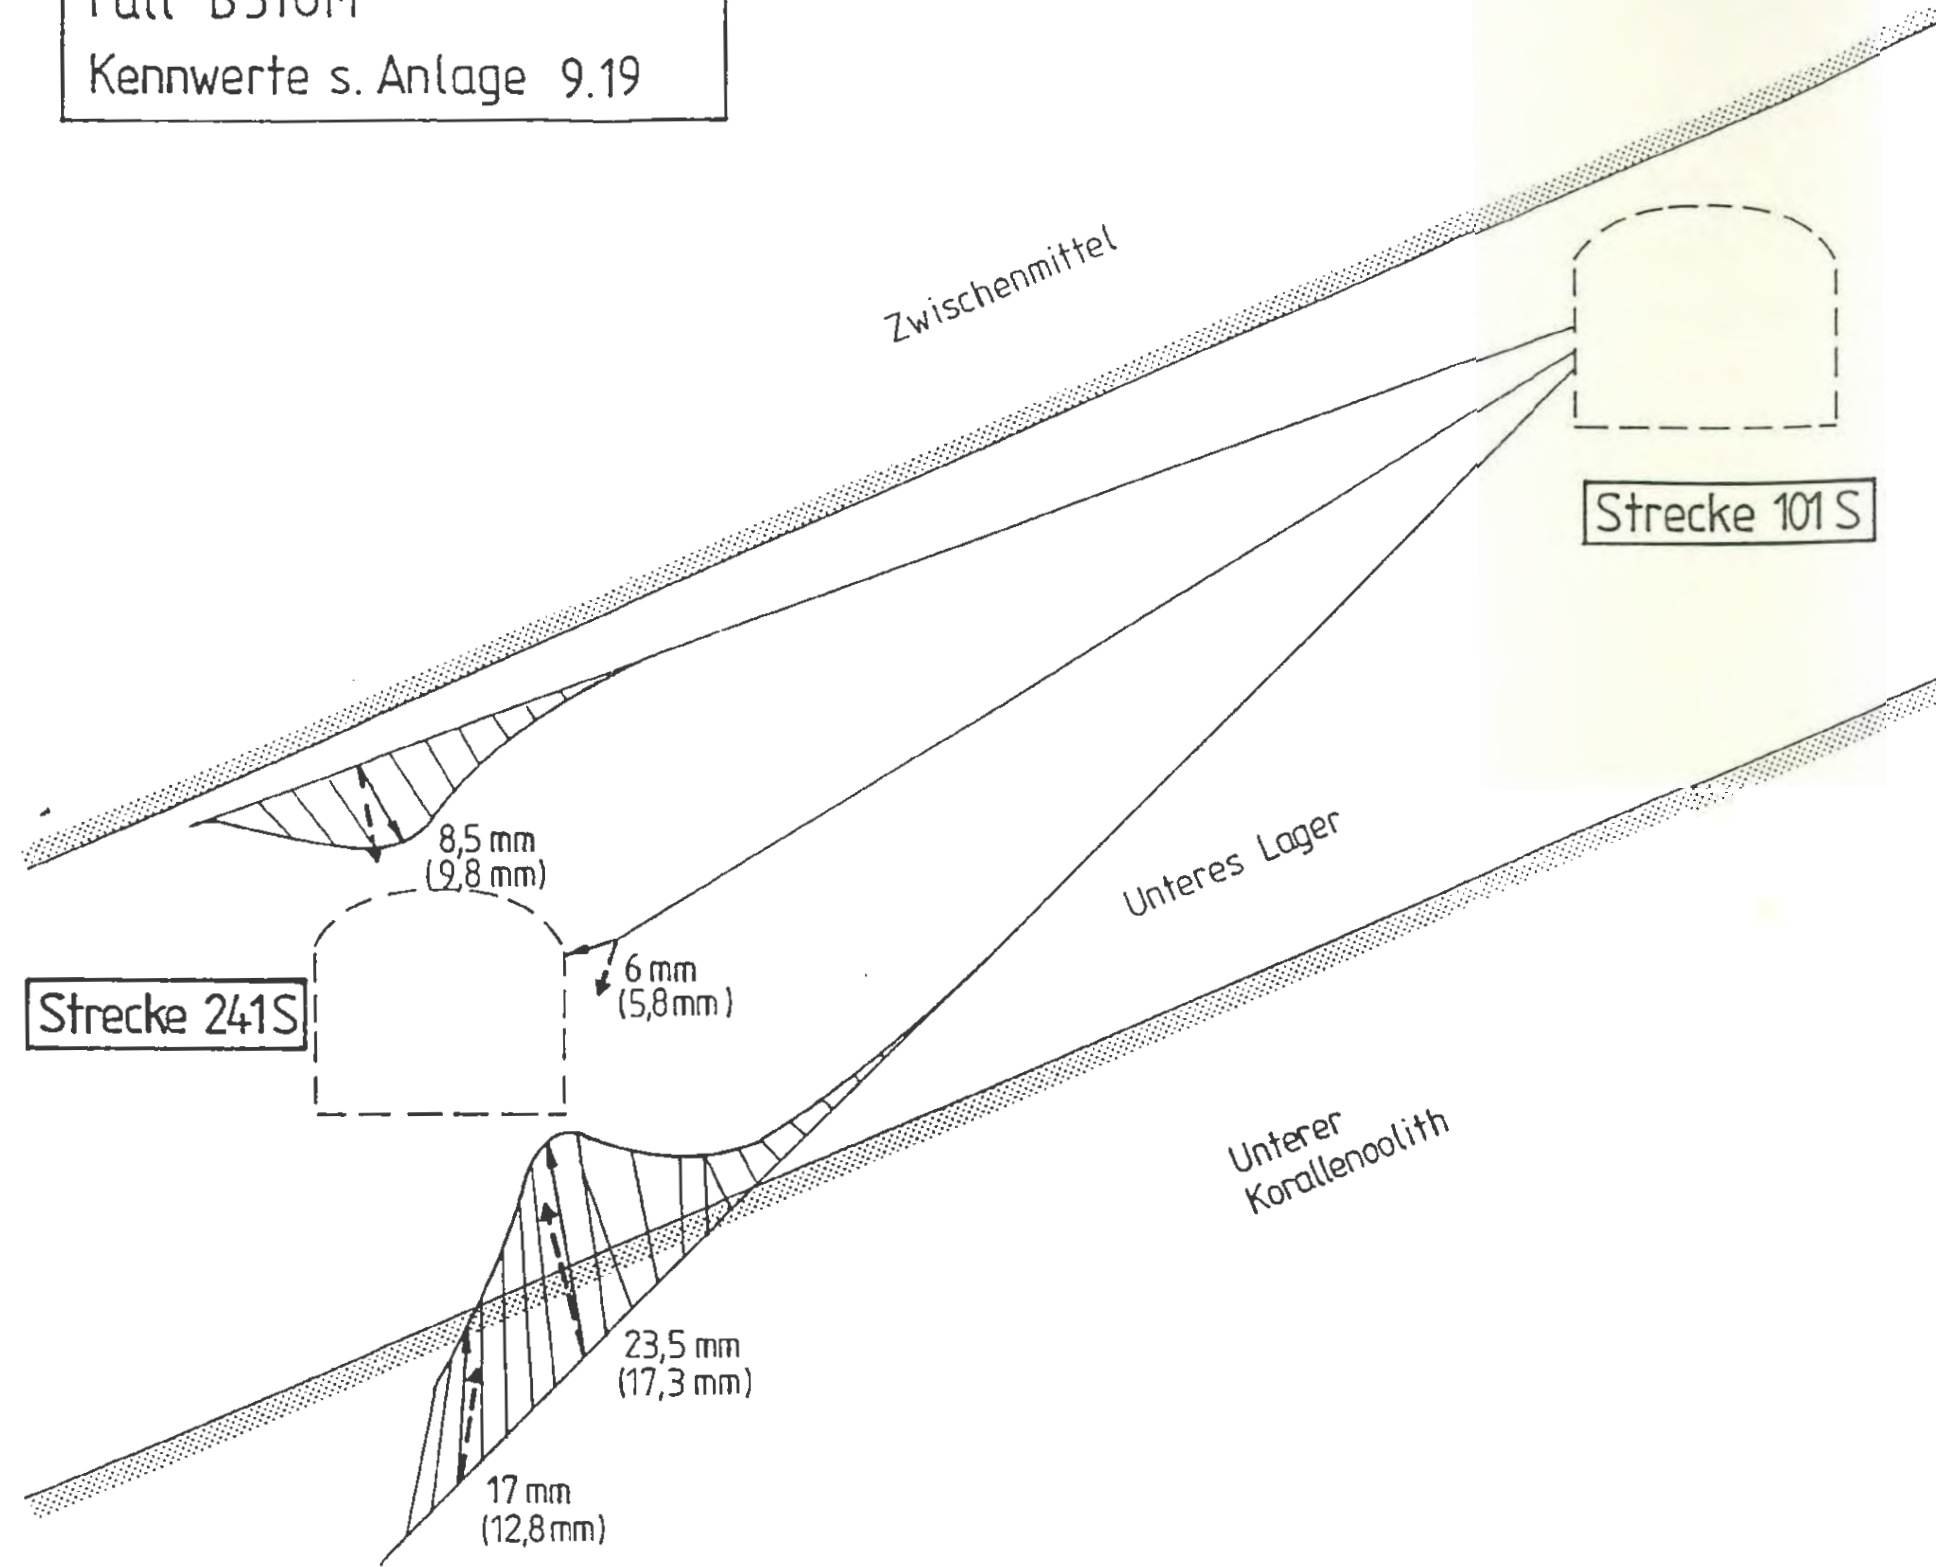 Kennwerte s. Anlage 9.19
Zwischenmittel
Strecke 101 S
8,5 mm
(9,8 mm)
Unteres Lager
6 mm
(5,8 mm)
Strecke 241 S
Unterer
Korallenoolith
23,5 mm
(17,3 mm)
17 mm
(12,8 mm)